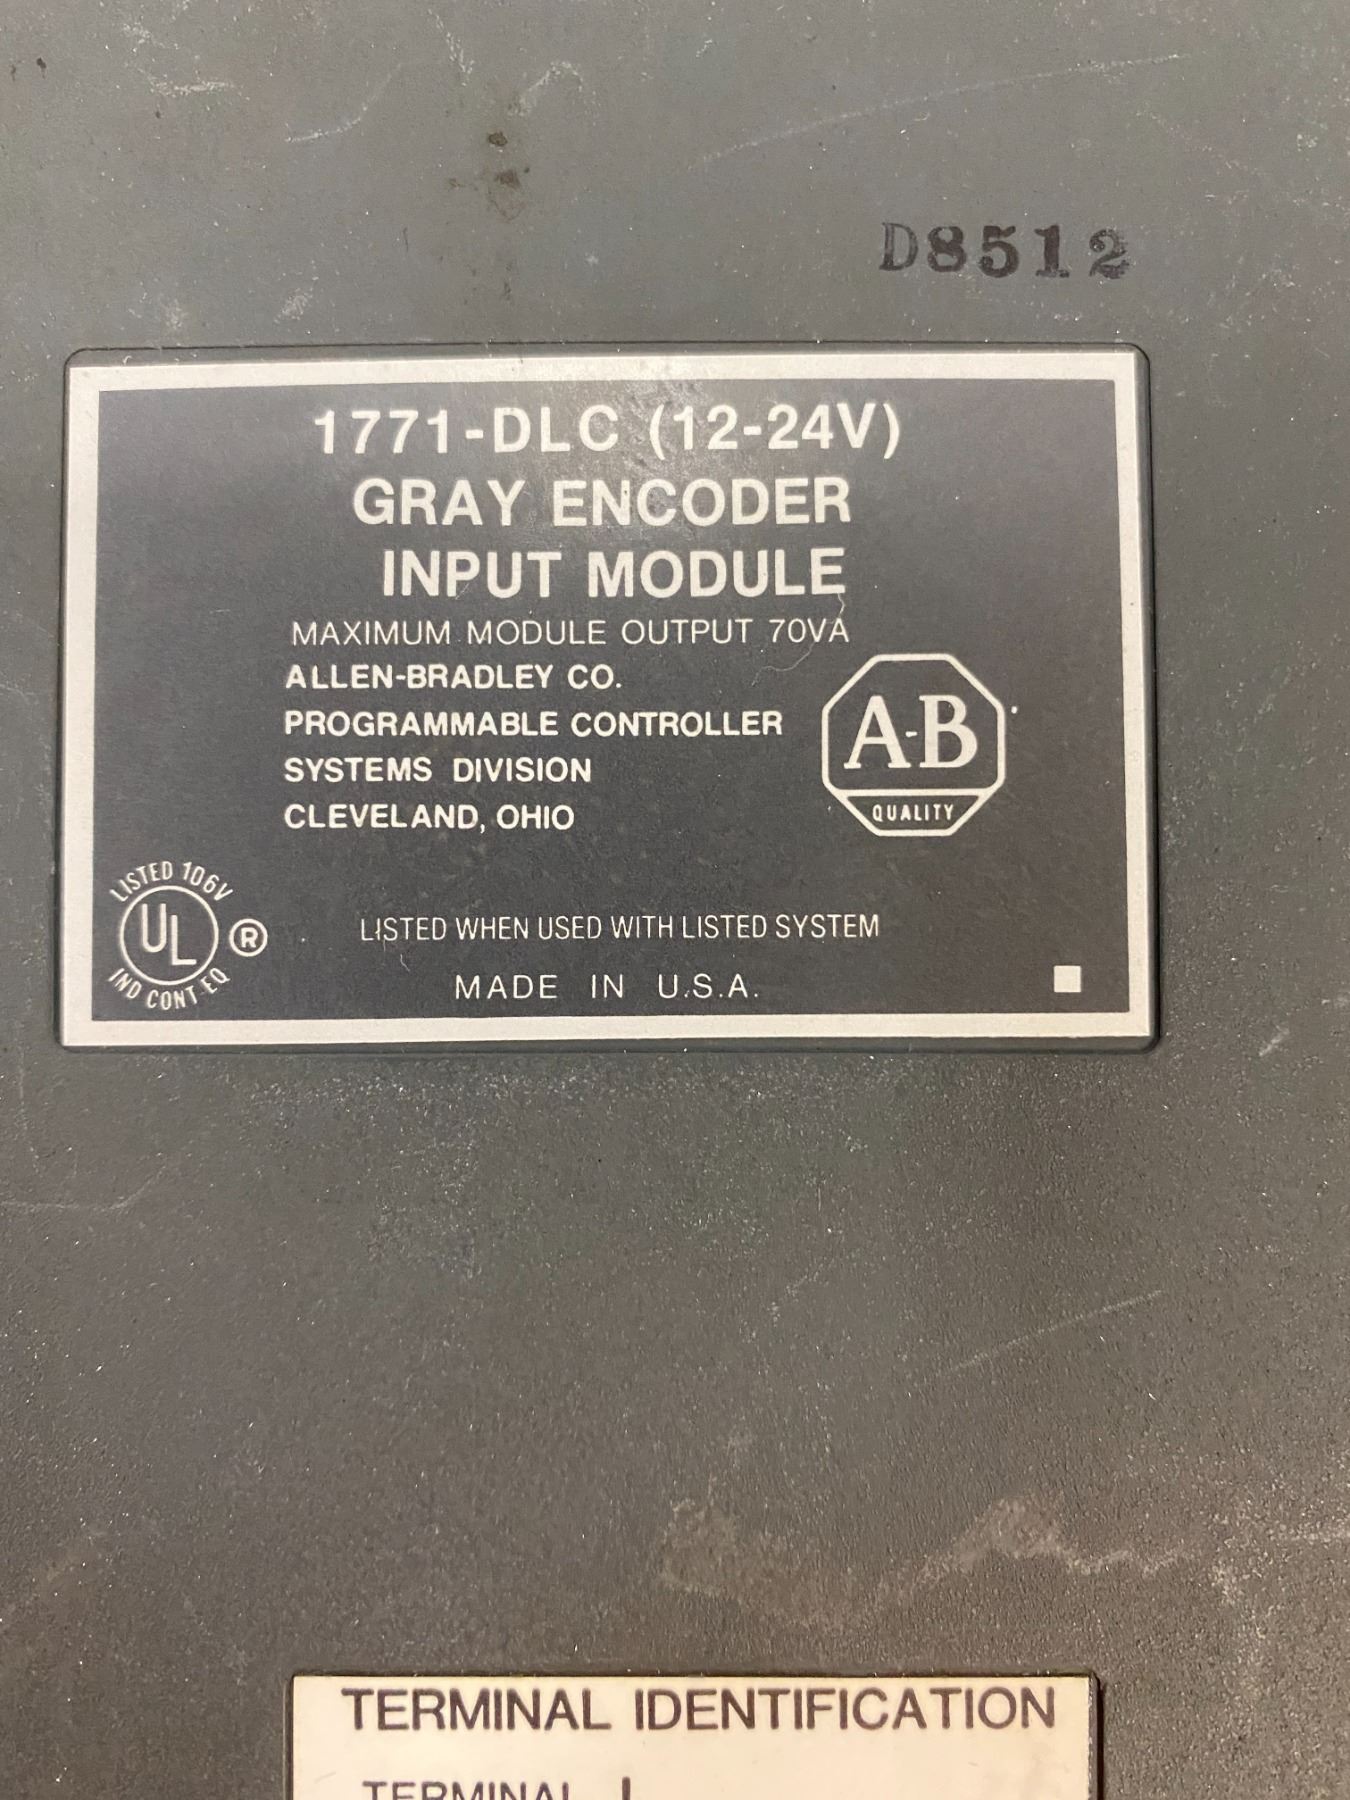 D8512
1771-DLC (12-24V)
GRAY ENCODER
INPUT MODULE
MAXIMUM MODULE OUTPUT 70VA
ALLEN-BRADLEY CO.
PROGRAMMABLE CONTROLLER
SYSTEMS DIVISION
CLEVELAND, OHIO
A-B
QUALITY
LISTED 106V
UL ®
IND CONT EQ
LISTED WHEN USED WITH LISTED SYSTEM
MADE IN U.S.A.
TERMINAL IDENTIFICATION
TERMINAL